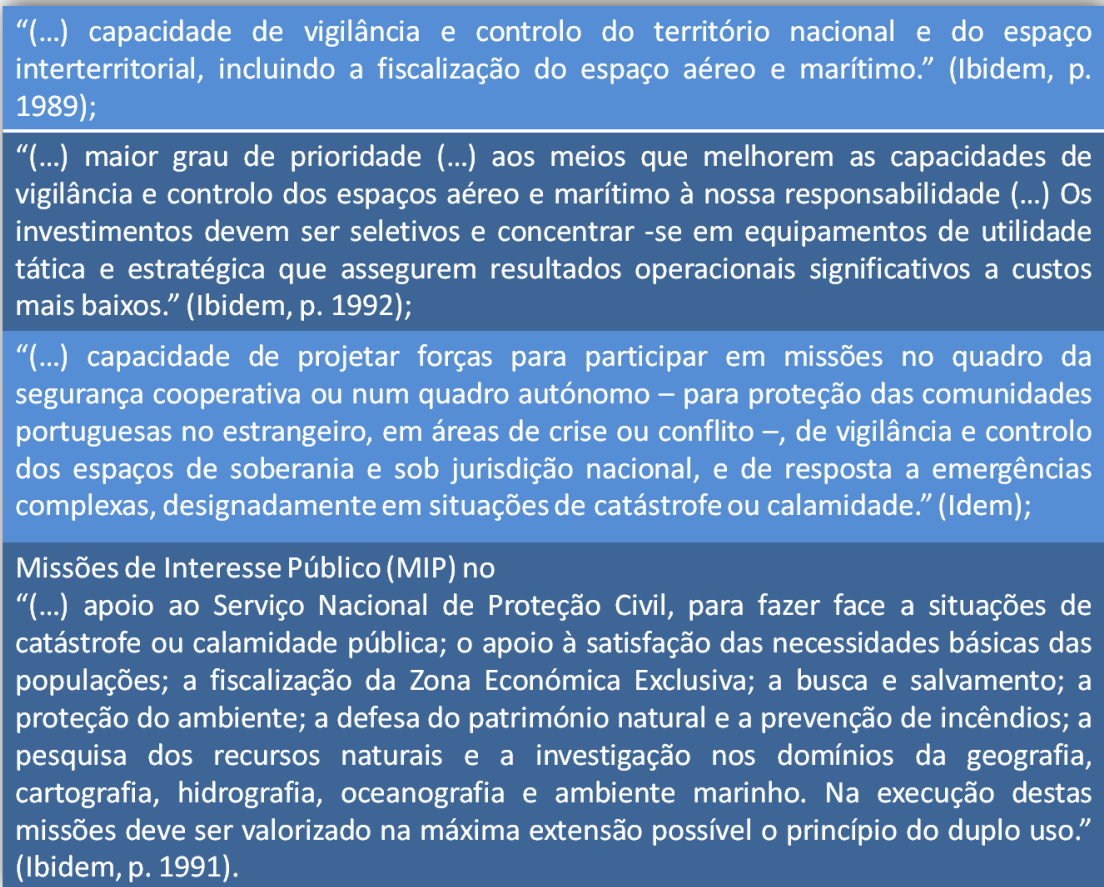 “(…) capacidade de vigilância e controlo do território nacional e do espaço
interterritorial, incluindo a fiscalização do espaço aéreo e marítimo.” (Ibidem, p.
1989);
“(…) maior grau de prioridade (…) aos meios que melhorem as capacidades de
vigilância e controlo dos espaços aéreo e marítimo à nossa responsabilidade (…) Os
investimentos devem ser seletivos e concentrar -se em equipamentos de utilidade
tática e estratégica que assegurem resultados operacionais significativos a custos
mais baixos.” (Ibidem, p. 1992);
“(…) capacidade de projetar forças para participar em missões no quadro da
segurança cooperativa ou num quadro autónomo – para proteção das comunidades
portuguesas no estrangeiro, em áreas de crise ou conflito –, de vigilância e controlo
dos espaços de soberania e sob jurisdição nacional, e de resposta a emergências
complexas, designadamente em situações de catástrofe ou calamidade.” (Idem);
Missões de Interesse Público (MIP) no
“(…) apoio ao Serviço Nacional de Proteção Civil, para fazer face a situações de
catástrofe ou calamidade pública; o apoio à satisfação das necessidades básicas das
populações; a fiscalização da Zona Económica Exclusiva; a busca e salvamento; a
proteção do ambiente; a defesa do património natural e a prevenção de incêndios; a
pesquisa dos recursos naturais e a investigação nos domínios da geografia,
cartografia, hidrografia, oceanografia e ambiente marinho. Na execução destas
missões deve ser valorizado na máxima extensão possível o princípio do duplo uso.”
(Ibidem, p. 1991).